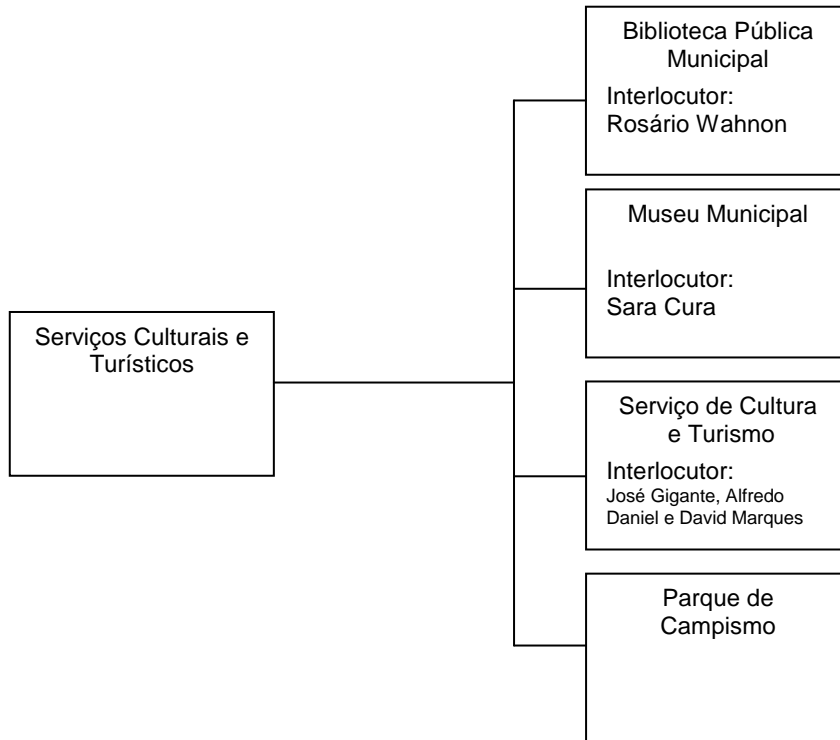 Biblioteca Pública
Municipal
Interlocutor:
Rosário Wahnon
Museu Municipal
Interlocutor:
Sara Cura
Serviços Culturais e
Turísticos
Serviço de Cultura
e Turismo
Interlocutor:
José Gigante, Alfredo
Daniel e David Marques
Parque de
Campismo